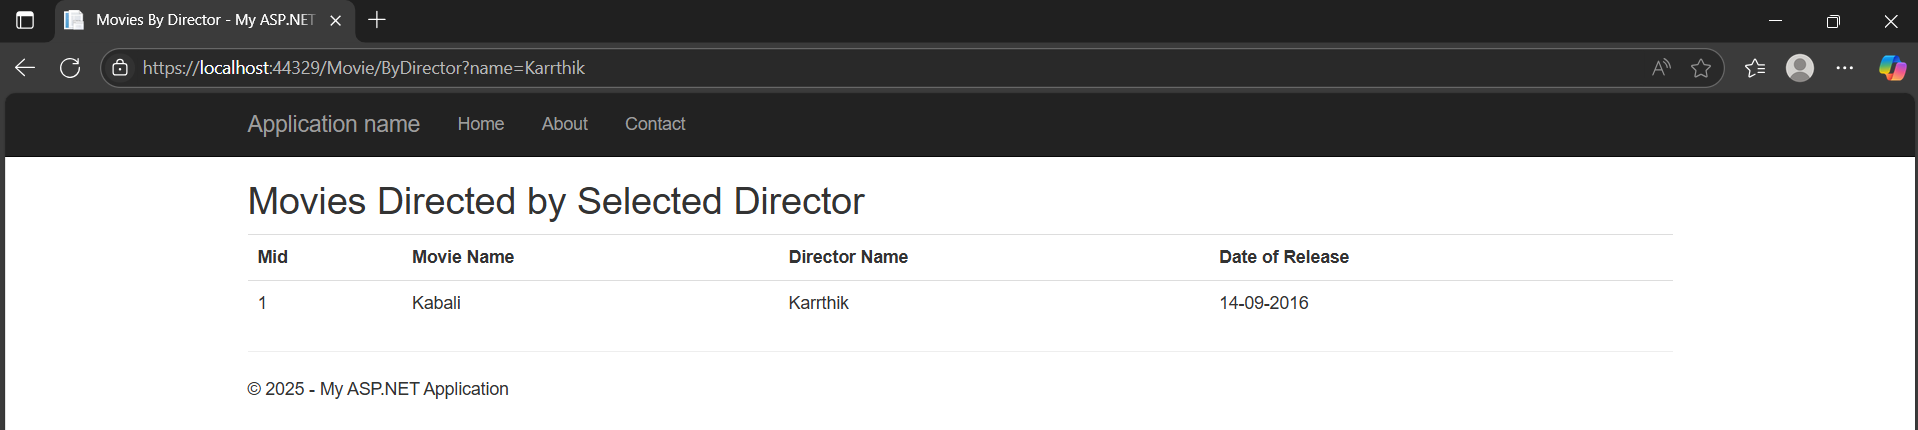 Movies By Director - My ASP.NET
https://localhost:44329/Movie/ByDirector?name=Karrthik
Application name Home About Contact
Movies Directed by Selected Director
Mid Movie Name Director Name Date of Release
1 Kabali Karrthik 14-09-2016
© 2025 - My ASP.NET Application